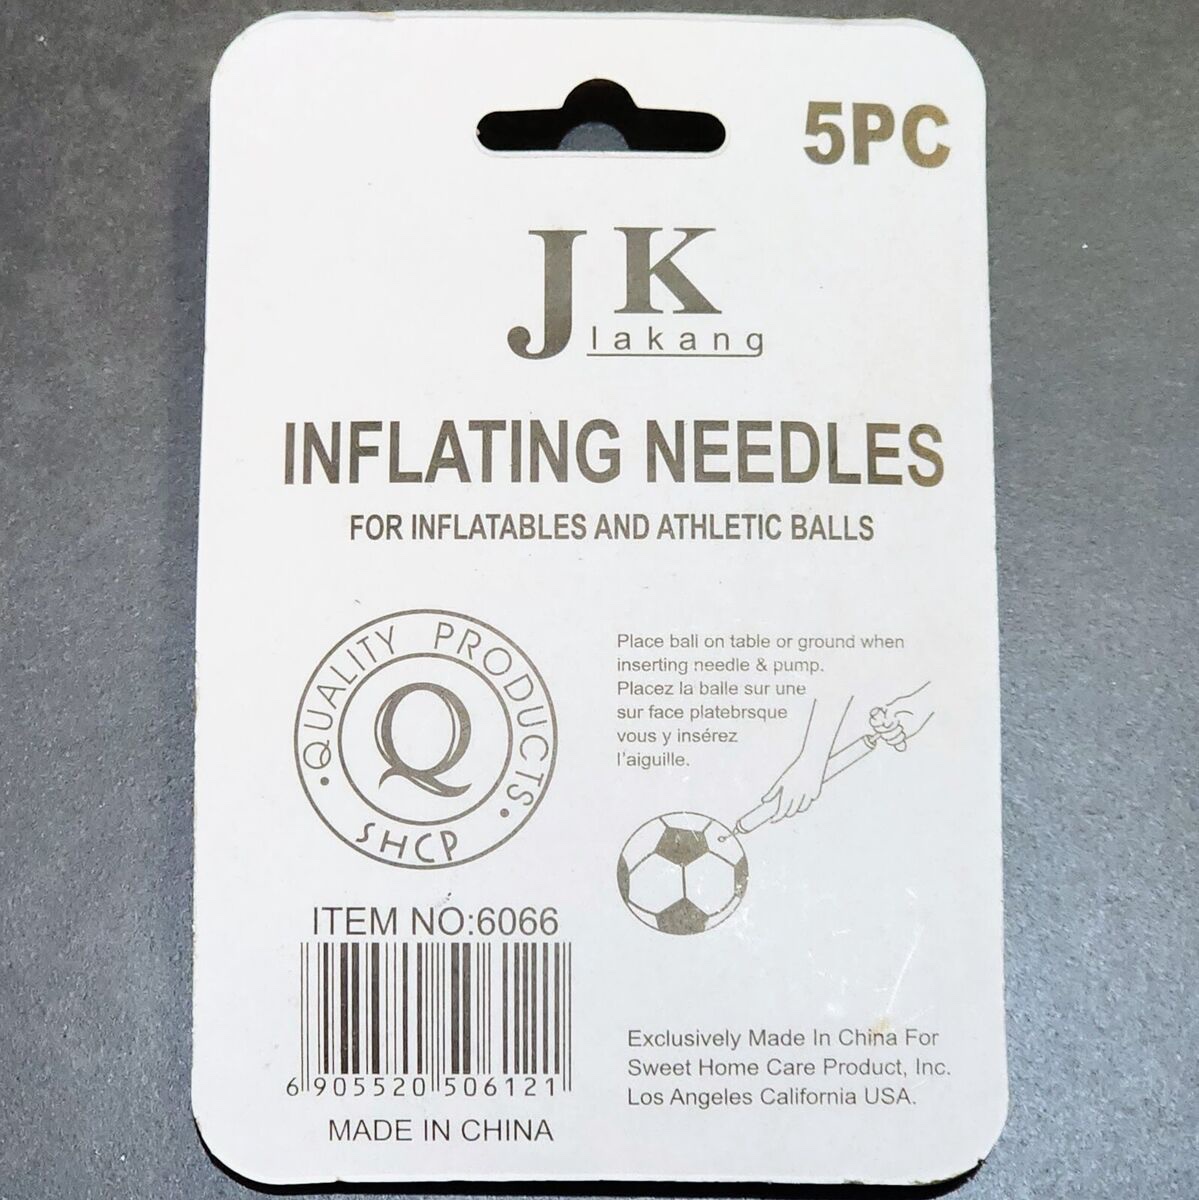 5PC
JK
lakang
INFLATING NEEDLES
FOR INFLATABLES AND ATHLETIC BALLS
QUALITY PRODUCTS
Q
SHCP
Place ball on table or ground when
inserting needle & pump.
Placez la balle sur une
sur face platebrsque
vous y insérez
l'aiguille.
ITEM NO:6066
6 905520 506121
MADE IN CHINA
Exclusively Made In China For
Sweet Home Care Product, Inc.
Los Angeles California USA.